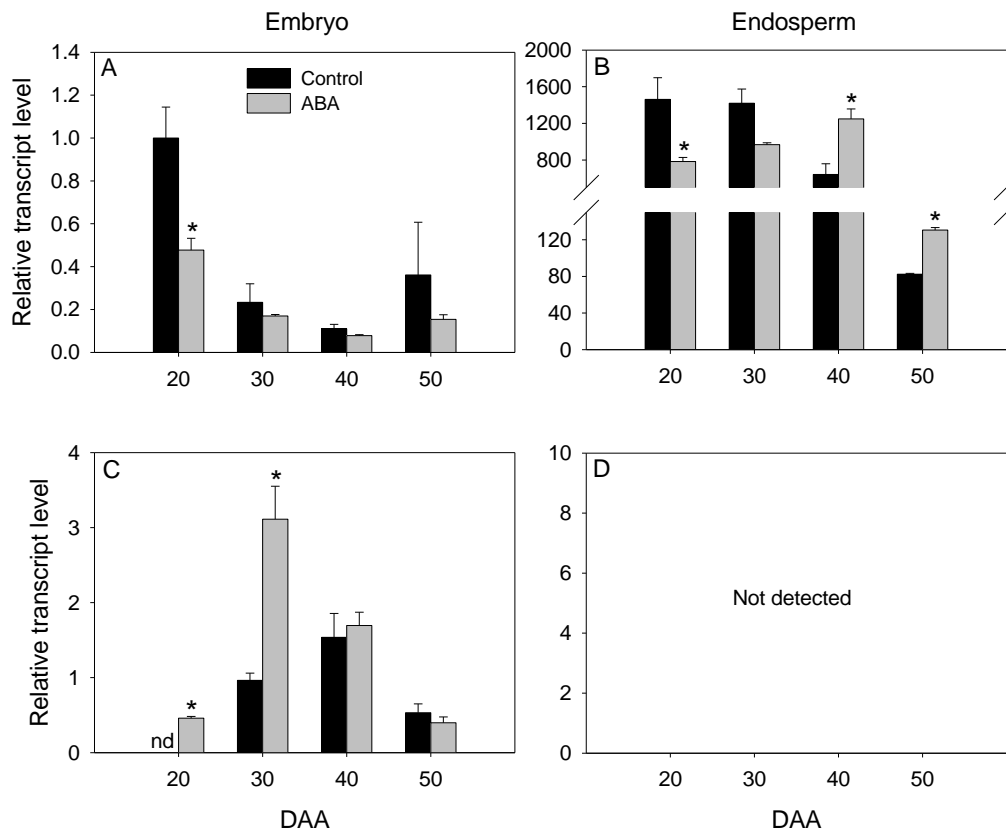 Embryo
Endosperm
Relative transcript level
1.4
1.2
1.0
0.8
0.6
0.4
0.2
0.0
A
Control
ABA
*
20 30 40 50
2000
1600
1200
800
120
80
40
0
B
*
*
*
20 30 40 50
Relative transcript level
4
3
2
1
0
C
*
*
nd
20 30 40 50
DAA
10
8
6
4
2
0
D
Not detected
20 30 40 50
DAA